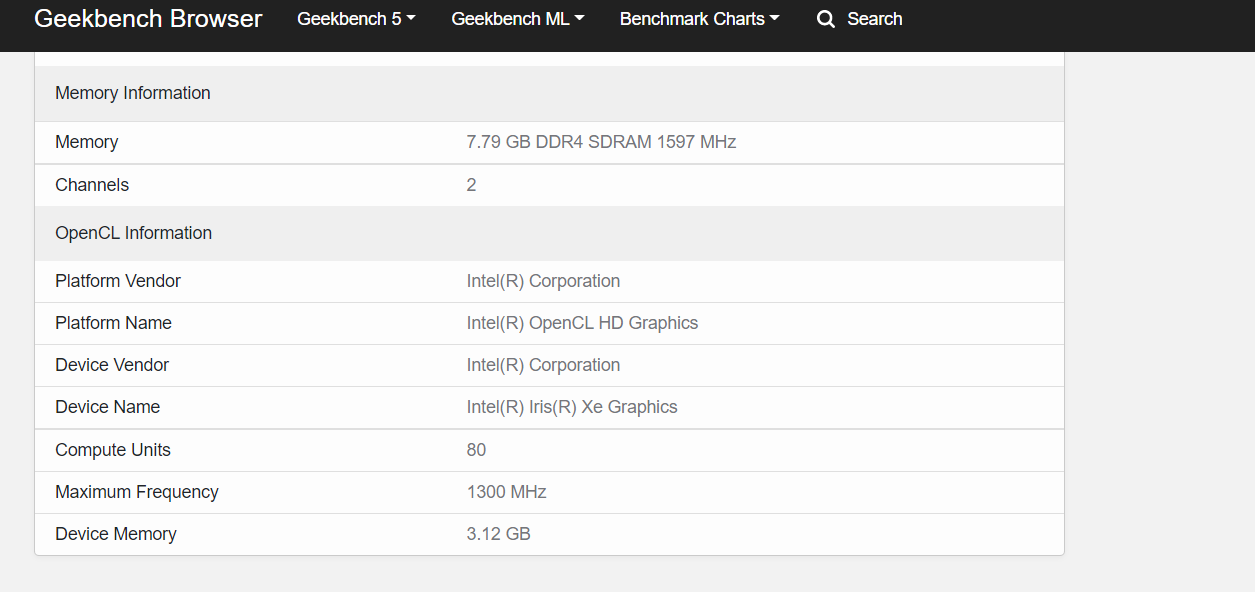 Geekbench Browser Geekbench 5 Geekbench ML Benchmark Charts Search
Memory Information
Memory 7.79 GB DDR4 SDRAM 1597 MHz
Channels 2
OpenCL Information
Platform Vendor Intel(R) Corporation
Platform Name Intel(R) OpenCL HD Graphics
Device Vendor Intel(R) Corporation
Device Name Intel(R) Iris(R) Xe Graphics
Compute Units 80
Maximum Frequency 1300 MHz
Device Memory 3.12 GB